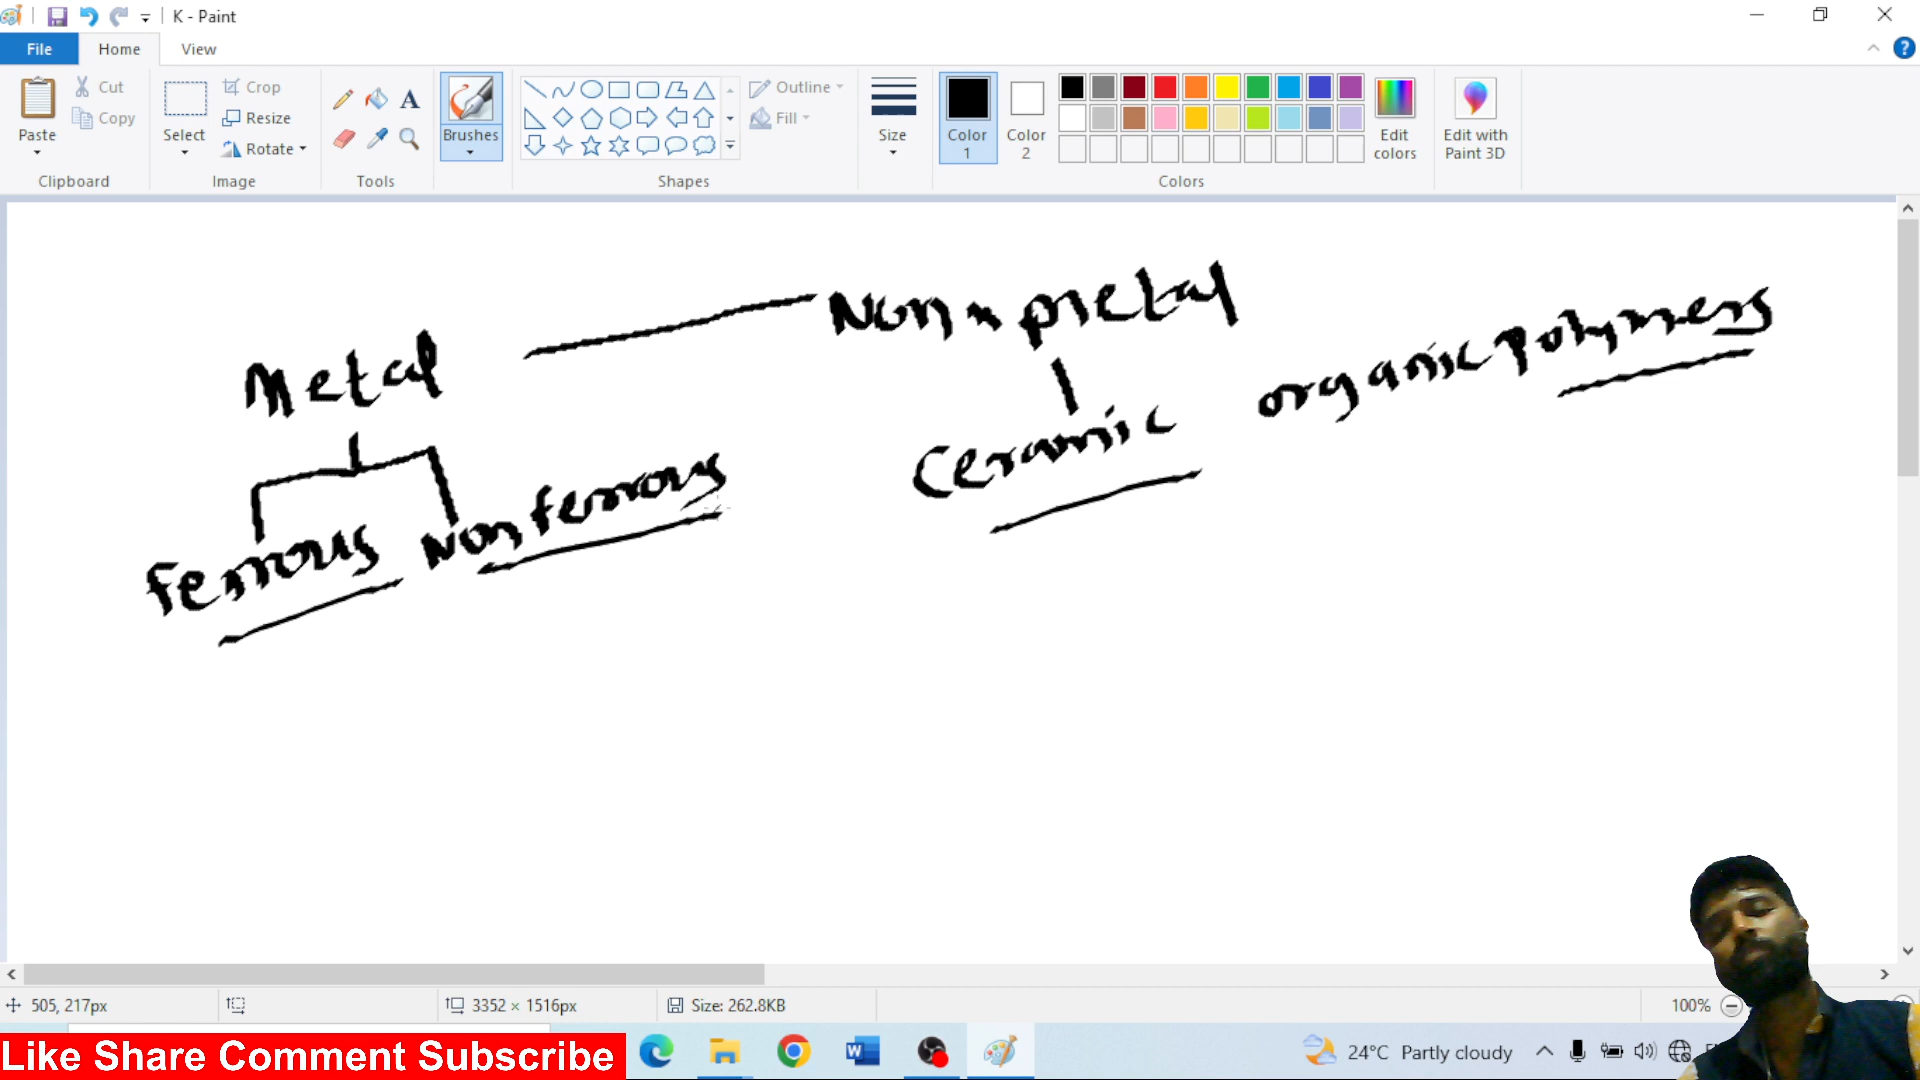 K - Paint
File Home View
Paste
Cut
Copy
Clipboard
Select
Crop
Resize
Rotate
Image
Tools
Brushes
Shapes
Outline
Fill
Size
Color 1
Color 2
Colors
Edit colors
Edit with Paint 3D
Metal
Non Metal
Ferrous
Non ferrous
Ceramic
organic polymers
505, 217px
3352 × 1516px
Size: 262.8KB
100%
Like Share Comment Subscribe
24°C Partly cloudy